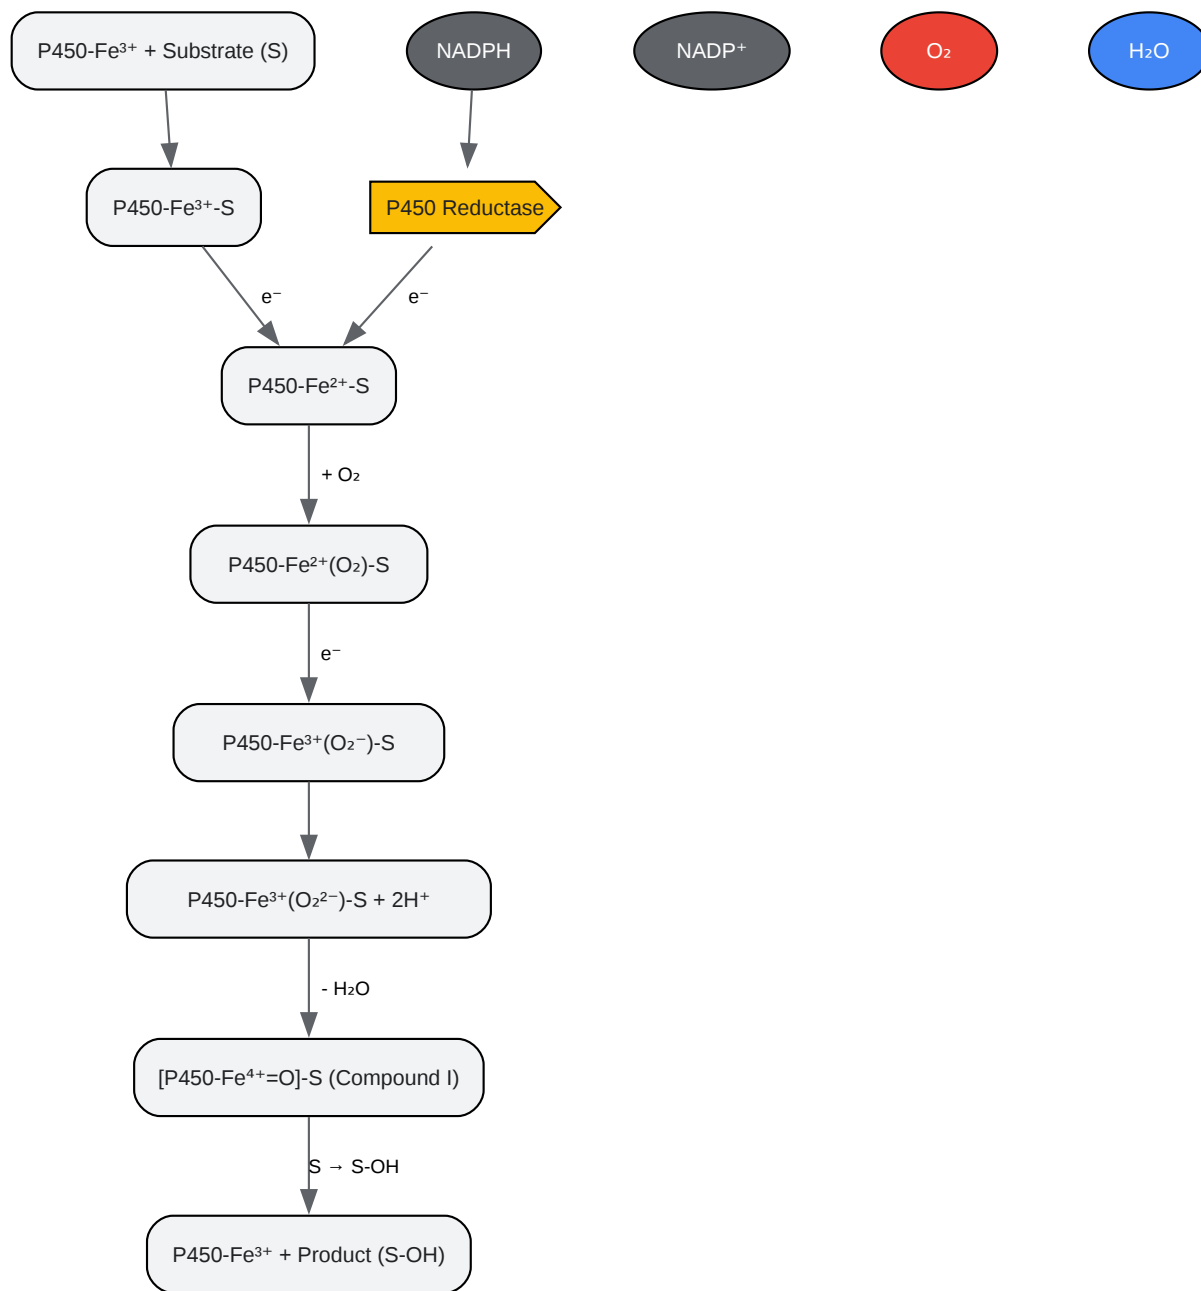 P450-Fe³⁺ + Substrate (S)
NADPH
NADP⁺
O₂
H₂O
P450-Fe³⁺-S
P450 Reductase
e⁻
e⁻
P450-Fe²⁺-S
+ O₂
P450-Fe²⁺(O₂)-S
e⁻
P450-Fe³⁺(O₂⁻)-S
P450-Fe³⁺(O₂²⁻)-S + 2H⁺
- H₂O
[P450-Fe⁴⁺=O]-S (Compound I)
S → S-OH
P450-Fe³⁺ + Product (S-OH)